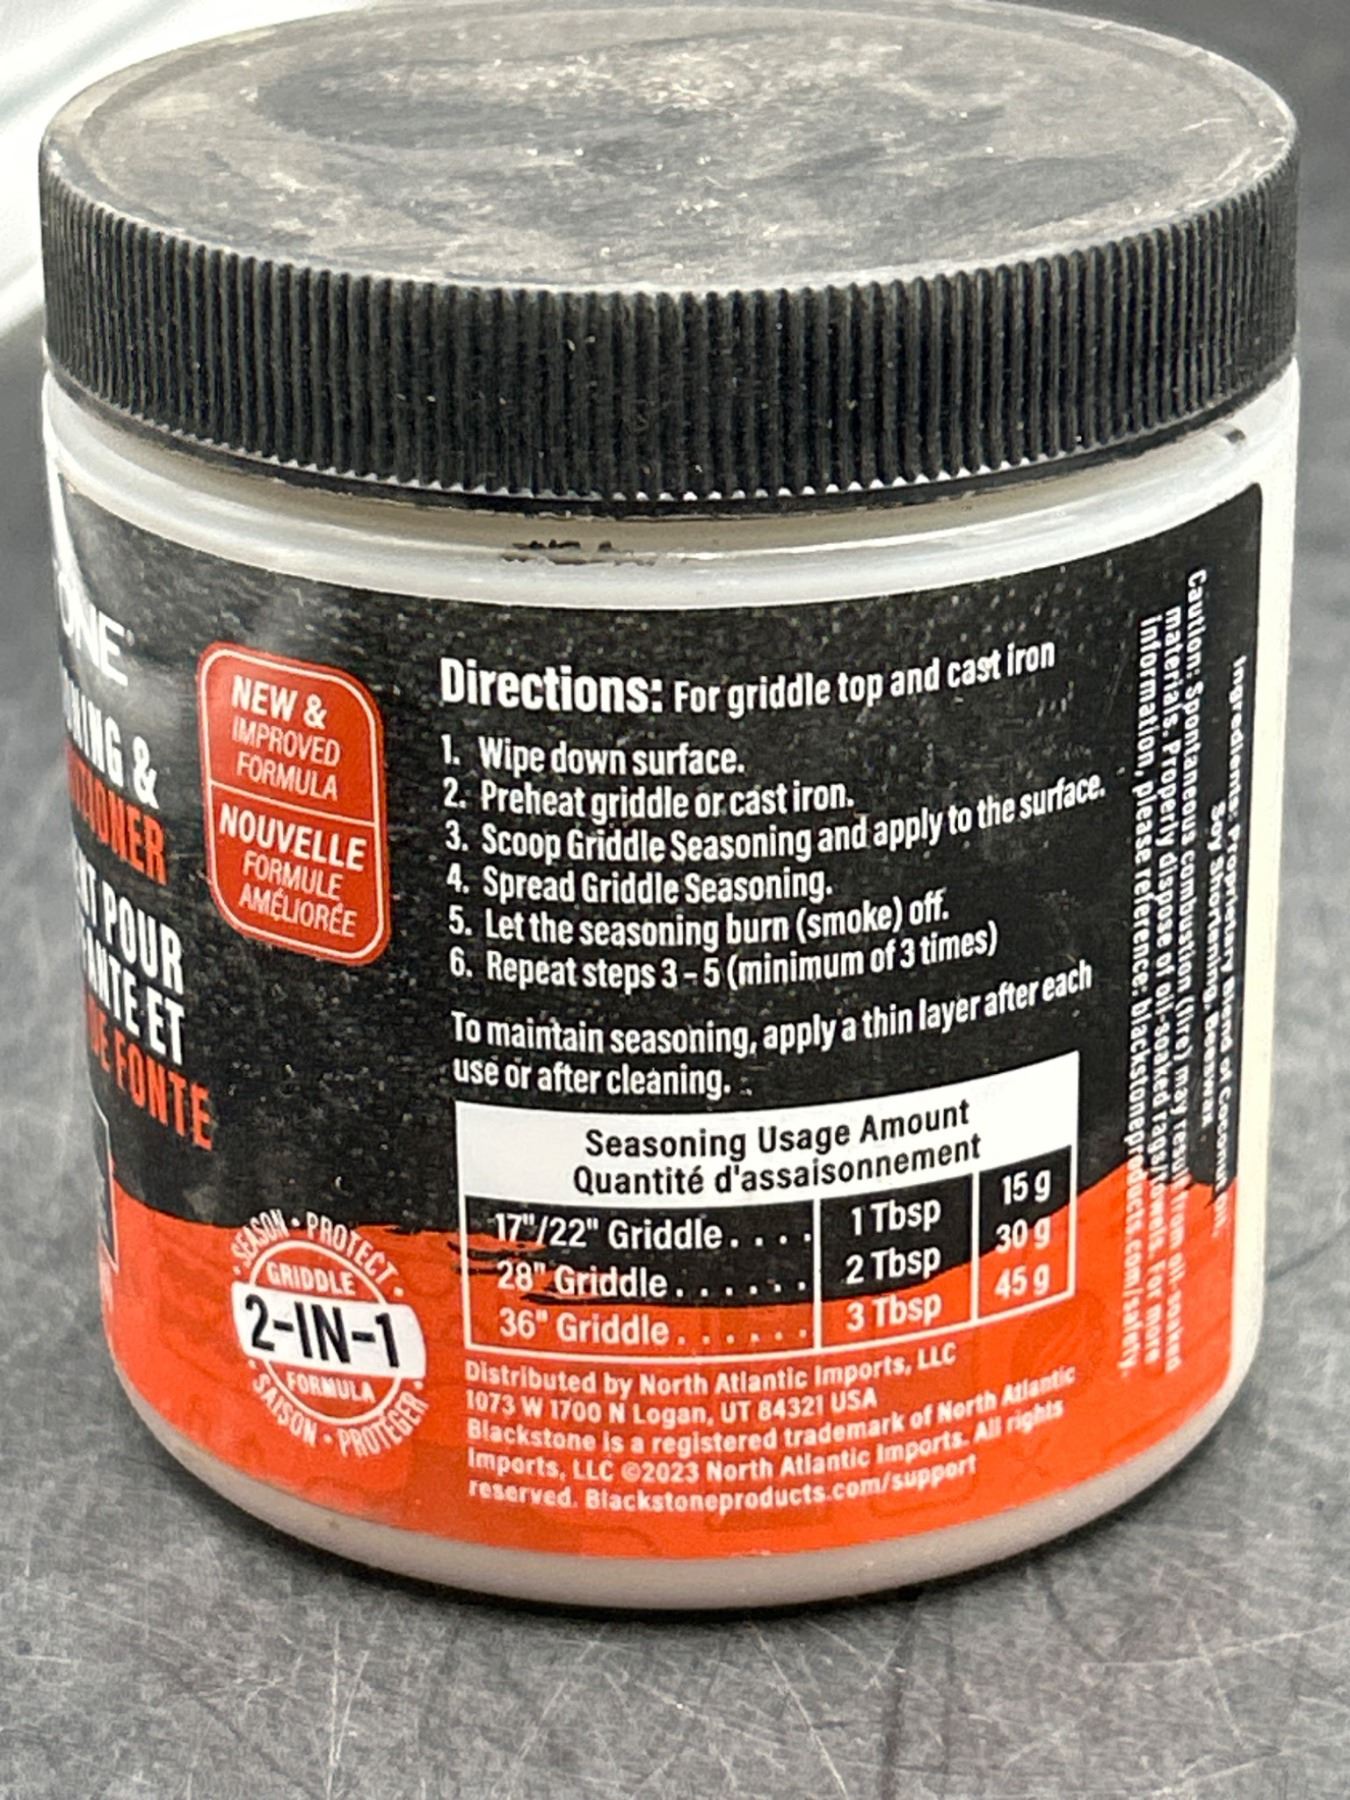 ONE®
& 
POUR
ET
DE FONTE
NEW &
IMPROVED
FORMULA
NOUVELLE
FORMULE
AMÉLIORÉE
SEASON • PROTECT
GRIDDLE
2-IN-1
FORMULA
SAISON • PROTÉGER
Directions: For griddle top and cast iron
1. Wipe down surface.
2. Preheat griddle or cast iron.
3. Scoop Griddle Seasoning and apply to the surface.
4. Spread Griddle Seasoning.
5. Let the seasoning burn (smoke) off.
6. Repeat steps 3 – 5 (minimum of 3 times)
To maintain seasoning, apply a thin layer after each
use or after cleaning.
Seasoning Usage Amount
Quantité d'assaisonnement
17"/22" Griddle . . . . 1 Tbsp 15 g
28" Griddle . . . . . . 2 Tbsp 30 g
36" Griddle . . . . . . 3 Tbsp 45 g
Distributed by North Atlantic Imports, LLC
1073 W 1700 N Logan, UT 84321 USA
Blackstone is a registered trademark of North Atlantic
Imports, LLC ©2023 North Atlantic Imports. All rights
reserved. Blackstoneproducts.com/support
Ingredients: Proprietary Blend of Coconut Oil,
Soy Shortening, Beeswax
Caution: Spontaneous combustion (fire) may result from oil-soaked
materials. Properly dispose of oil-soaked rags/towels. For more
information, please reference: blackstoneproducts.com/safety.